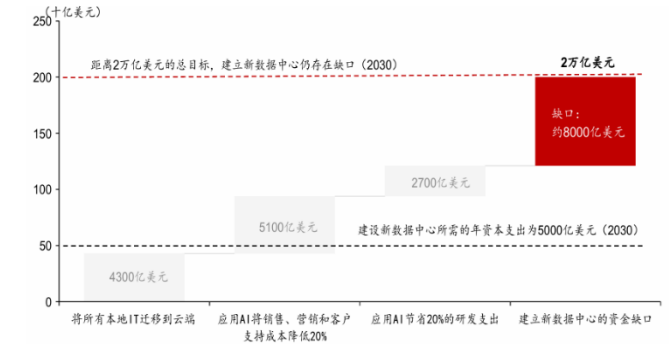 （十亿美元）
250
距离2万亿美元的总目标，建立新数据中心仍存在缺口（2030）
2万亿美元
200
缺口：
约8000亿美元
150
2700亿美元
100
5100亿美元
建设新数据中心所需的年资本支出为5000亿美元（2030）
50
4300亿美元
0
将所有本地IT迁移到云端
应用AI将销售、营销和客户
支持成本降低20%
应用AI节省20%的研发支出
建立新数据中心的资金缺口